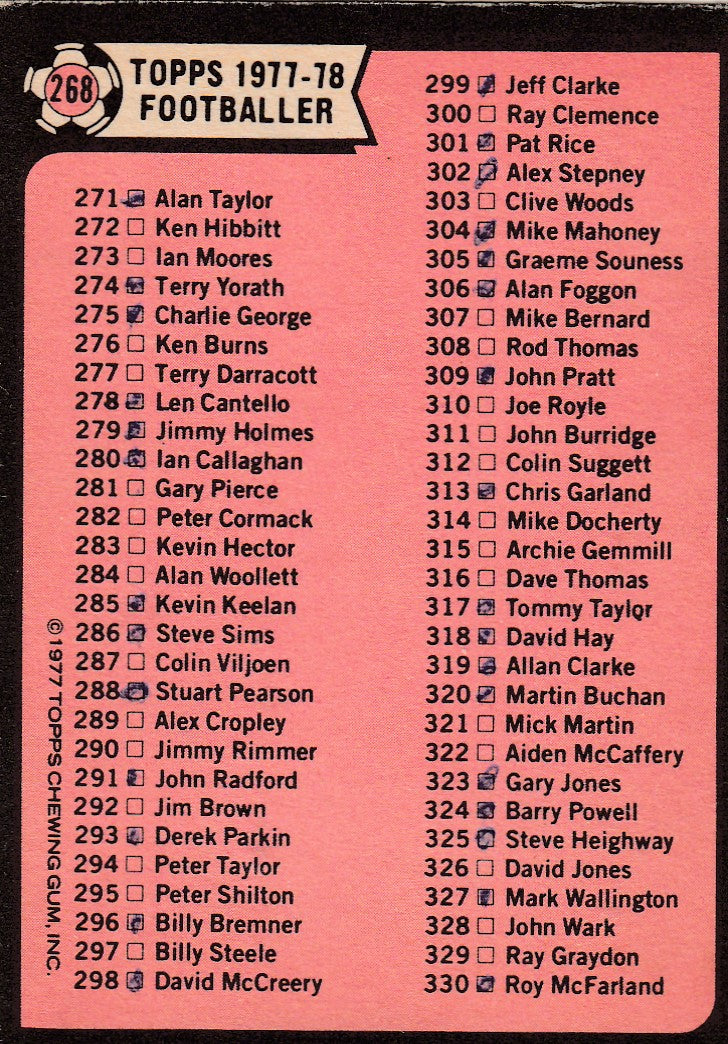 268
TOPPS 1977-78
FOOTBALLER
271 Alan Taylor
272 Ken Hibbitt
273 Ian Moores
274 Terry Yorath
275 Charlie George
276 Ken Burns
277 Terry Darracott
278 Len Cantello
279 Jimmy Holmes
280 Ian Callaghan
281 Gary Pierce
282 Peter Cormack
283 Kevin Hector
284 Alan Woollett
285 Kevin Keelan
286 Steve Sims
287 Colin Viljoen
288 Stuart Pearson
289 Alex Cropley
290 Jimmy Rimmer
291 John Radford
292 Jim Brown
293 Derek Parkin
294 Peter Taylor
295 Peter Shilton
296 Billy Bremner
297 Billy Steele
298 David McCreery
299 Jeff Clarke
300 Ray Clemence
301 Pat Rice
302 Alex Stepney
303 Clive Woods
304 Mike Mahoney
305 Graeme Souness
306 Alan Foggon
307 Mike Bernard
308 Rod Thomas
309 John Pratt
310 Joe Royle
311 John Burridge
312 Colin Suggett
313 Chris Garland
314 Mike Docherty
315 Archie Gemmill
316 Dave Thomas
317 Tommy Taylor
318 David Hay
319 Allan Clarke
320 Martin Buchan
321 Mick Martin
322 Aiden McCaffery
323 Gary Jones
324 Barry Powell
325 Steve Heighway
326 David Jones
327 Mark Wallington
328 John Wark
329 Ray Graydon
330 Roy McFarland
© 1977 TOPPS CHEWING GUM, INC.